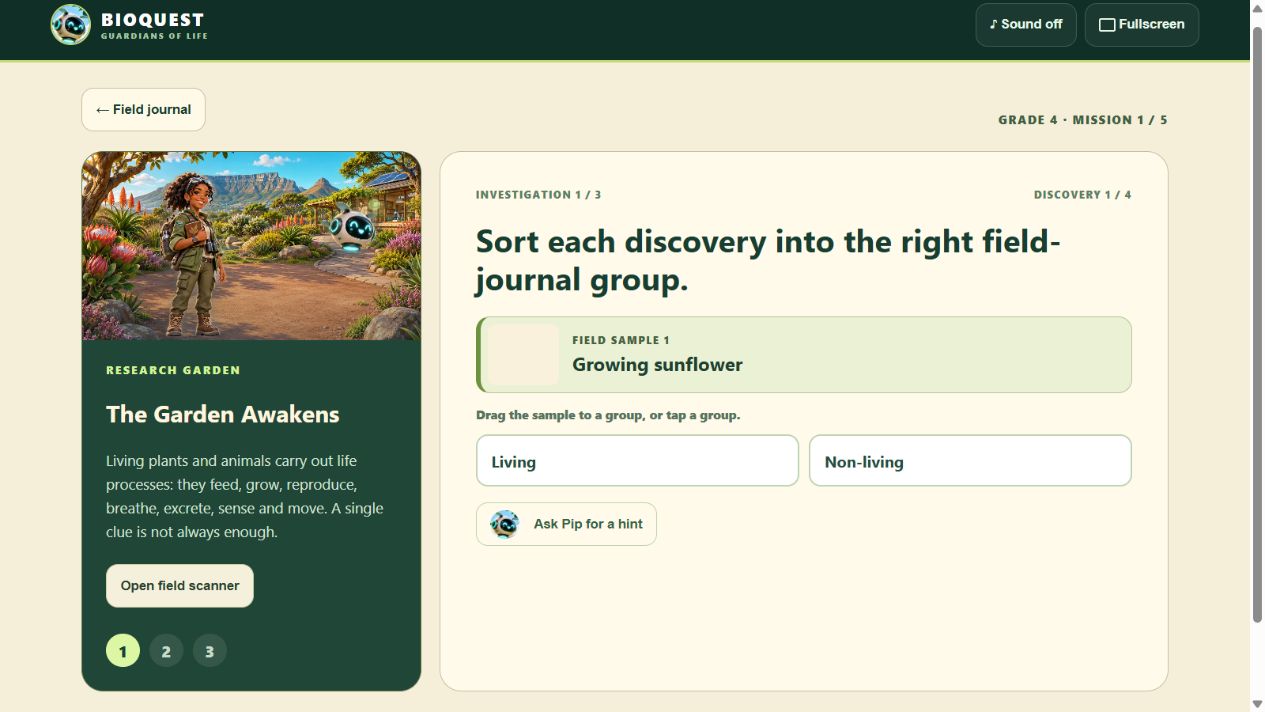 BIOQUEST
GUARDIANS OF LIFE
♪ Sound off
Fullscreen
← Field journal
GRADE 4 · MISSION 1 / 5
RESEARCH GARDEN
The Garden Awakens
Living plants and animals carry out life
processes: they feed, grow, reproduce,
breathe, excrete, sense and move. A single
clue is not always enough.
Open field scanner
1 2 3
INVESTIGATION 1 / 3
DISCOVERY 1 / 4
Sort each discovery into the right field-
journal group.
FIELD SAMPLE 1
Growing sunflower
Drag the sample to a group, or tap a group.
Living
Non-living
Ask Pip for a hint